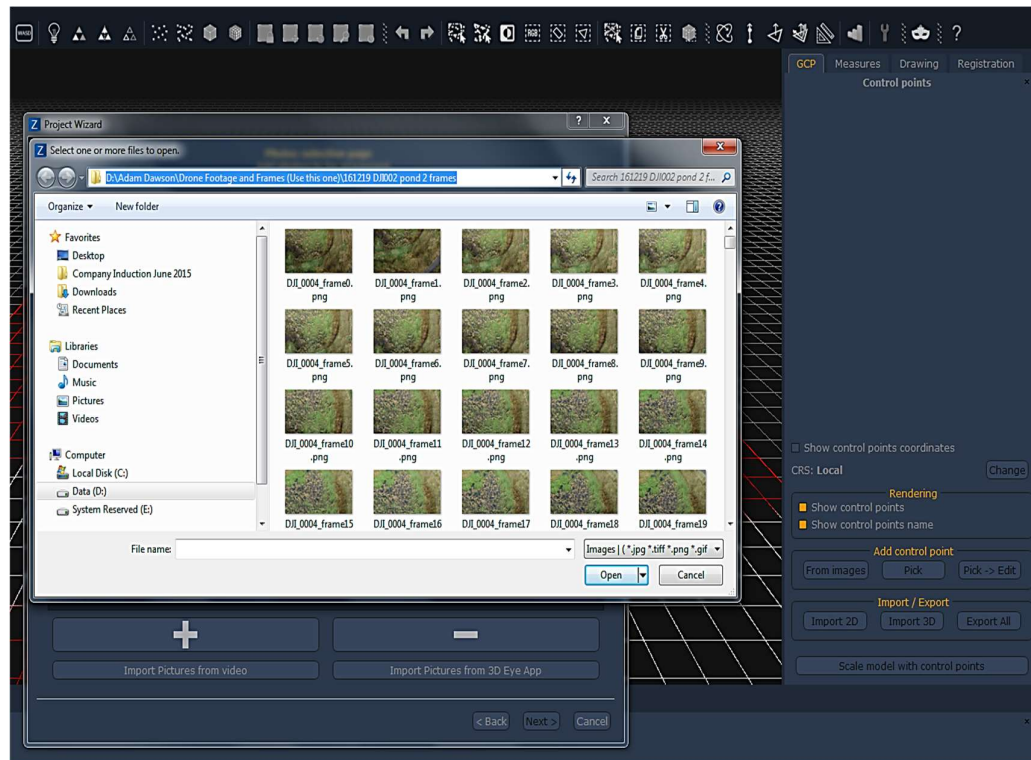 WASD
RGB
?
GCP Measures Drawing Registration
Control points
x
Z Project Wizard
? x
Z Select one or more files to open.
x
D:\Adam Dawson\Drone Footage and Frames (Use this one)\161219 DJI002 pond 2 frames
Search 161219 DJI002 pond 2 f...
Organize
New folder
?
Favorites
Desktop
Company Induction June 2015
Downloads
Recent Places
Libraries
Documents
Music
Pictures
Videos
Computer
Local Disk (C:)
Data (D:)
System Reserved (E:)
DJI_0004_frame0.png
DJI_0004_frame1.png
DJI_0004_frame2.png
DJI_0004_frame3.png
DJI_0004_frame4.png
DJI_0004_frame5.png
DJI_0004_frame6.png
DJI_0004_frame7.png
DJI_0004_frame8.png
DJI_0004_frame9.png
DJI_0004_frame10.png
DJI_0004_frame11.png
DJI_0004_frame12.png
DJI_0004_frame13.png
DJI_0004_frame14.png
DJI_0004_frame15
DJI_0004_frame16
DJI_0004_frame17
DJI_0004_frame18
DJI_0004_frame19
File name:
Images | ( *.jpg *.tiff *.png *.gif
Open
Cancel
Import Pictures from video
Import Pictures from 3D Eye App
< Back
Next >
Cancel
Show control points coordinates
CRS: Local
Change
Rendering
Show control points
Show control points name
Add control point
From images
Pick
Pick -> Edit
Import / Export
Import 2D
Import 3D
Export All
Scale model with control points
x